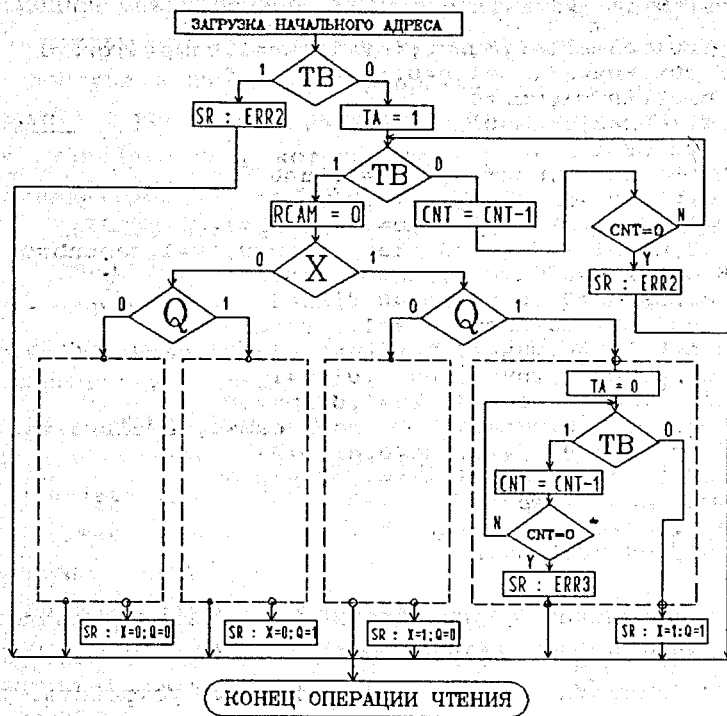 ЗАГРУЗКА НАЧАЛЬНОГО АДРЕСА
1 TB 0
SR : ERR2
TA = 1
1 TB 0
RCAM = 0
CNT = CNT-1
CNT=0 N
Y
SR : ERR2
0 X 1
0 Q 1
0 Q 1
TA = 0
1 TB 0
CNT = CNT-1
N CNT=0
Y
SR : ERR3
SR : X=0;Q=0
SR : X=0;Q=1
SR : X=1;Q=0
SR : X=1;Q=1
КОНЕЦ ОПЕРАЦИИ ЧТЕНИЯ